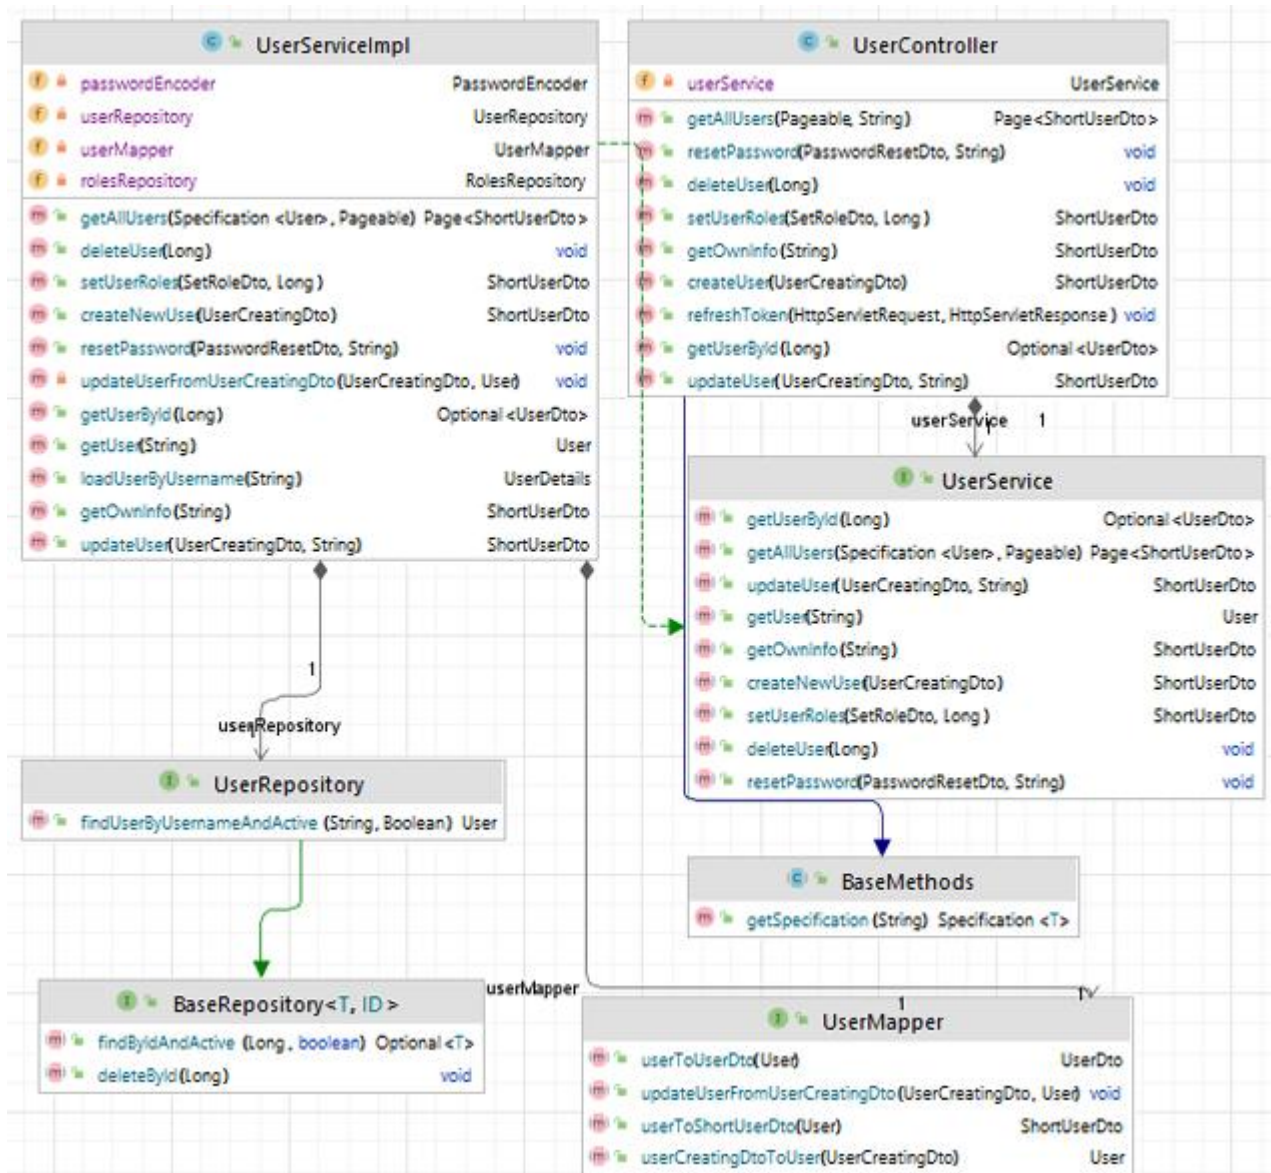 UserServiceImpl
passwordEncoder PasswordEncoder
userRepository UserRepository
userMapper UserMapper
rolesRepository RolesRepository
getAllUsers(Specification <User>, Pageable) Page<ShortUserDto>
deleteUser(Long) void
setUserRoles(SetRoleDto, Long) ShortUserDto
createNewUser(UserCreatingDto) ShortUserDto
resetPassword(PasswordResetDto, String) void
updateUserFromUserCreatingDto(UserCreatingDto, User) void
getUserById(Long) Optional<UserDto>
getUser(String) User
loadUserByUsername(String) UserDetails
getOwnInfo(String) ShortUserDto
updateUser(UserCreatingDto, String) ShortUserDto
UserController
userService UserService
getAllUsers(Pageable, String) Page<ShortUserDto>
resetPassword(PasswordResetDto, String) void
deleteUser(Long) void
setUserRoles(SetRoleDto, Long) ShortUserDto
getOwnInfo(String) ShortUserDto
createUser(UserCreatingDto) ShortUserDto
refreshToken(HttpServletRequest, HttpServletResponse) void
getUserById(Long) Optional<UserDto>
updateUser(UserCreatingDto, String) ShortUserDto
userService 1
1
UserService
getUserById(Long) Optional<UserDto>
getAllUsers(Specification <User>, Pageable) Page<ShortUserDto>
updateUser(UserCreatingDto, String) ShortUserDto
getUser(String) User
getOwnInfo(String) ShortUserDto
createNewUser(UserCreatingDto) ShortUserDto
setUserRoles(SetRoleDto, Long) ShortUserDto
deleteUser(Long) void
resetPassword(PasswordResetDto, String) void
1
userRepository
1
UserRepository
findUserByUsernameAndActive (String, Boolean) User
BaseMethods
getSpecification (String) Specification <T>
BaseRepository<T, ID>
findByIdAndActive (Long, boolean) Optional<T>
deleteById(Long) void
userMapper
1
1
UserMapper
userToUserDto(User) UserDto
updateUserFromUserCreatingDto(UserCreatingDto, User) void
userToShortUserDto(User) ShortUserDto
userCreatingDtoToUser(UserCreatingDto) User